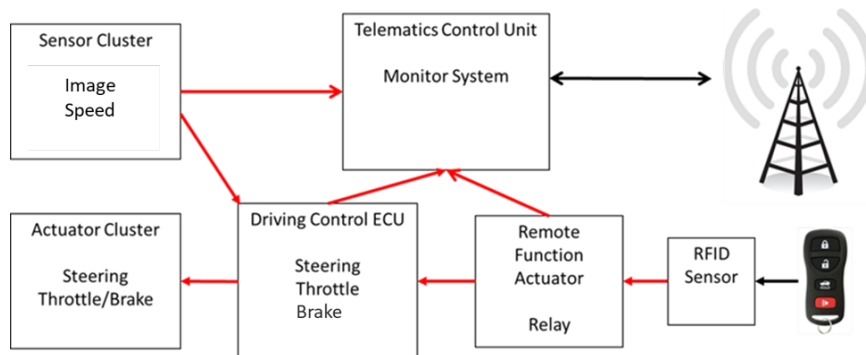 Sensor Cluster
Image
Speed
Telematics Control Unit
Monitor System
Actuator Cluster
Steering
Throttle/Brake
Driving Control ECU
Steering
Throttle
Brake
Remote
Function
Actuator
Relay
RFID
Sensor